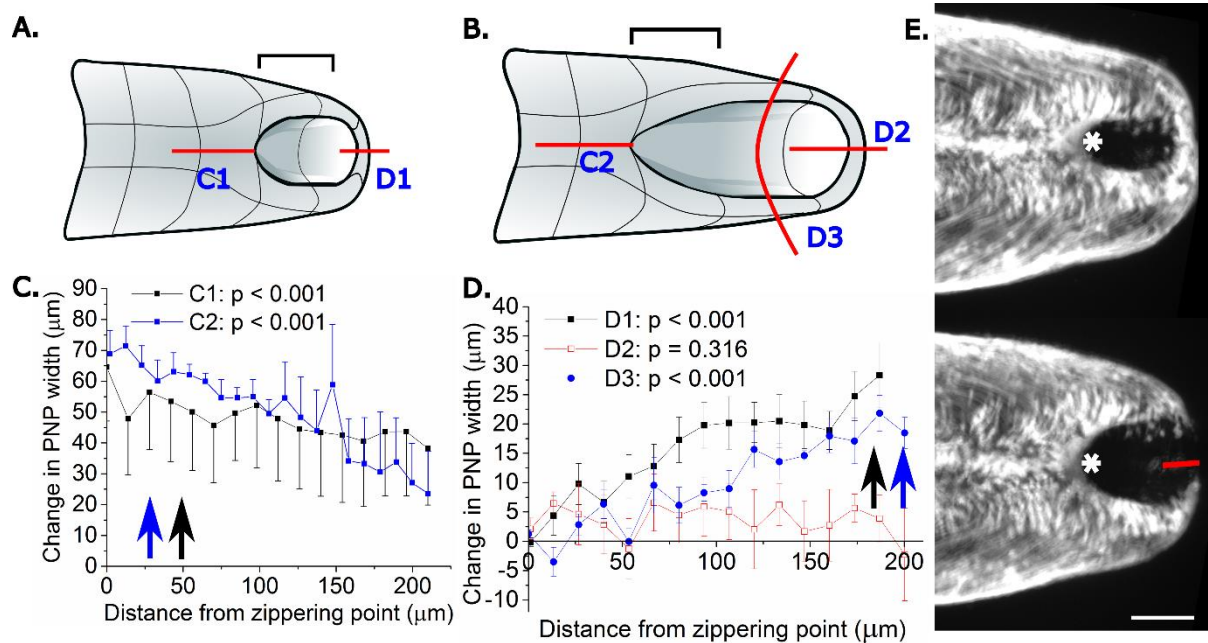 A.
B.
E.
C1
D1
C2
D2
D3
*
*
C.
C1: p < 0.001
C2: p < 0.001
Change in PNP width (µm)
90
80
70
60
50
40
30
20
10
0
0 50 100 150 200
Distance from zippering point (µm)
D.
D1: p < 0.001
D2: p = 0.316
D3: p < 0.001
Change in PNP width (µm)
40
35
30
25
20
15
10
5
0
-5
-10
0 50 100 150 200
Distance from zippering point (µm)